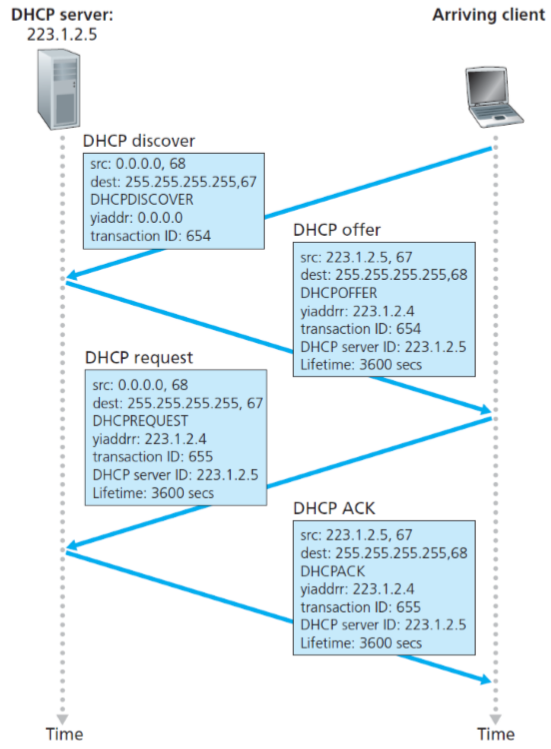 DHCP server:
223.1.2.5
Arriving client
DHCP discover
src: 0.0.0.0, 68
dest: 255.255.255.255,67
DHCPDISCOVER
yiaddr: 0.0.0.0
transaction ID: 654
DHCP offer
src: 223.1.2.5, 67
dest: 255.255.255.255,68
DHCPOFFER
yiaddrr: 223.1.2.4
transaction ID: 654
DHCP server ID: 223.1.2.5
Lifetime: 3600 secs
DHCP request
src: 0.0.0.0, 68
dest: 255.255.255.255, 67
DHCPREQUEST
yiaddrr: 223.1.2.4
transaction ID: 655
DHCP server ID: 223.1.2.5
Lifetime: 3600 secs
DHCP ACK
src: 223.1.2.5, 67
dest: 255.255.255.255,68
DHCPACK
yiaddrr: 223.1.2.4
transaction ID: 655
DHCP server ID: 223.1.2.5
Lifetime: 3600 secs
Time
Time